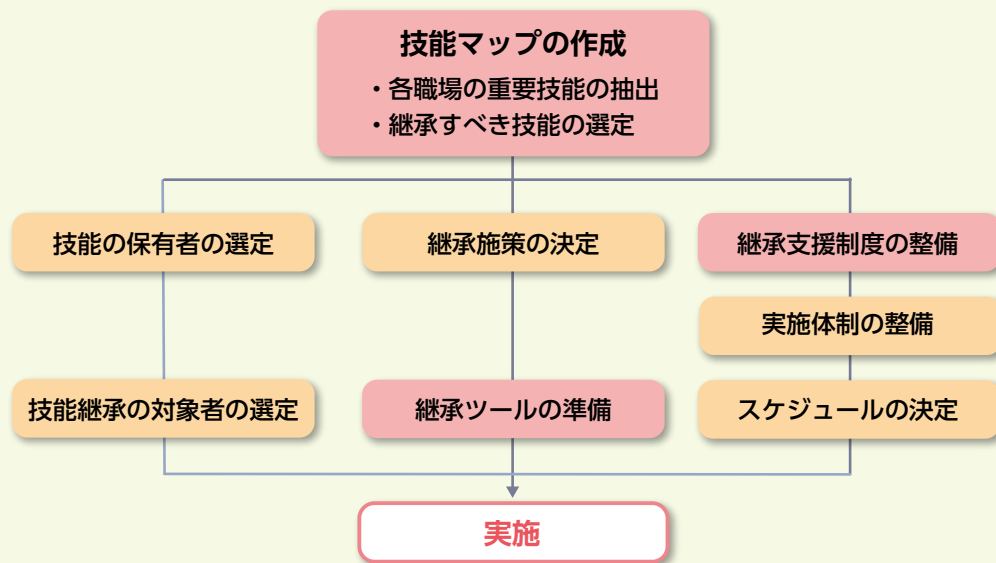 技能マップの作成
・各職場の重要技能の抽出
・継承すべき技能の選定
技能の保有者の選定
継承施策の決定
継承支援制度の整備
実施体制の整備
技能継承の対象者の選定
継承ツールの準備
スケジュールの決定
実施